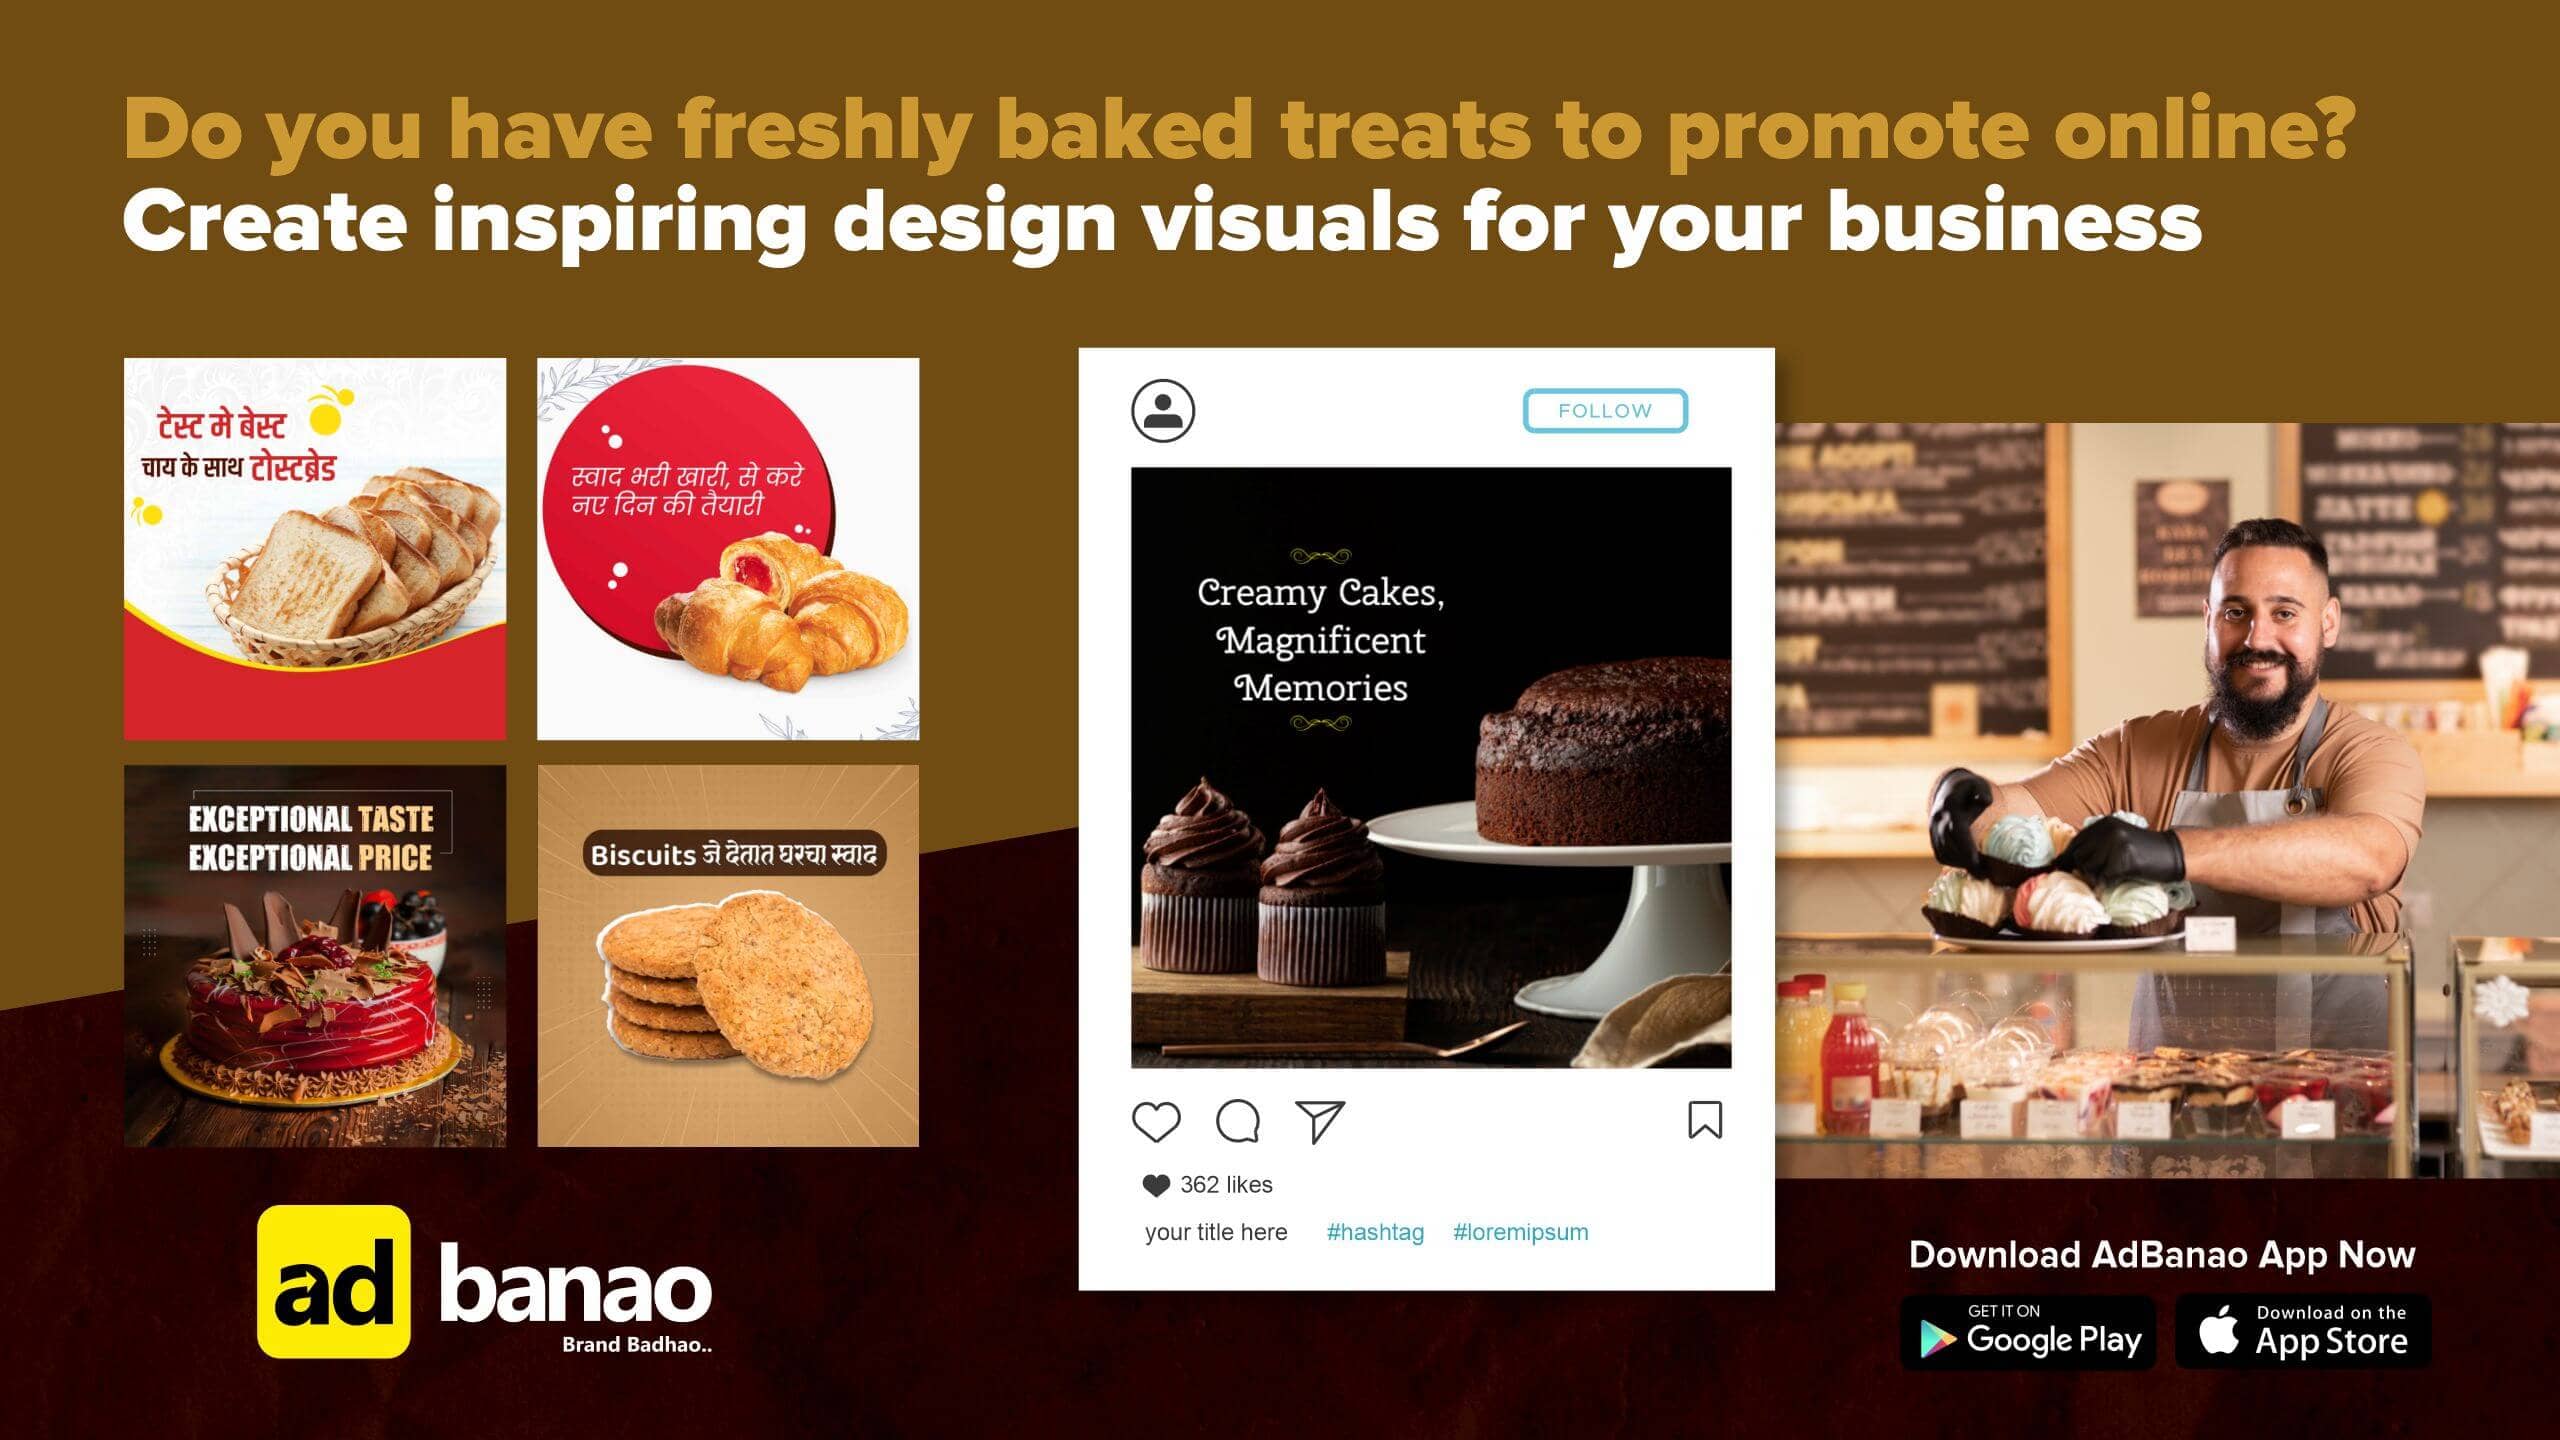 Do you have freshly baked treats to promote online?
Create inspiring design visuals for your business
टेस्ट मे बेस्ट
चाय के साथ टोस्टब्रेड
स्वाद भरी खारी, से करे
नए दिन की तैयारी
EXCEPTIONAL TASTE
EXCEPTIONAL PRICE
Biscuits जे देतात घरचा स्वाद
FOLLOW
Creamy Cakes,
Magnificent
Memories
362 likes
your title here #hashtag #loremipsum
ad banao
Brand Badhao..
Download AdBanao App Now
GET IT ON
Google Play
Download on the
App Store